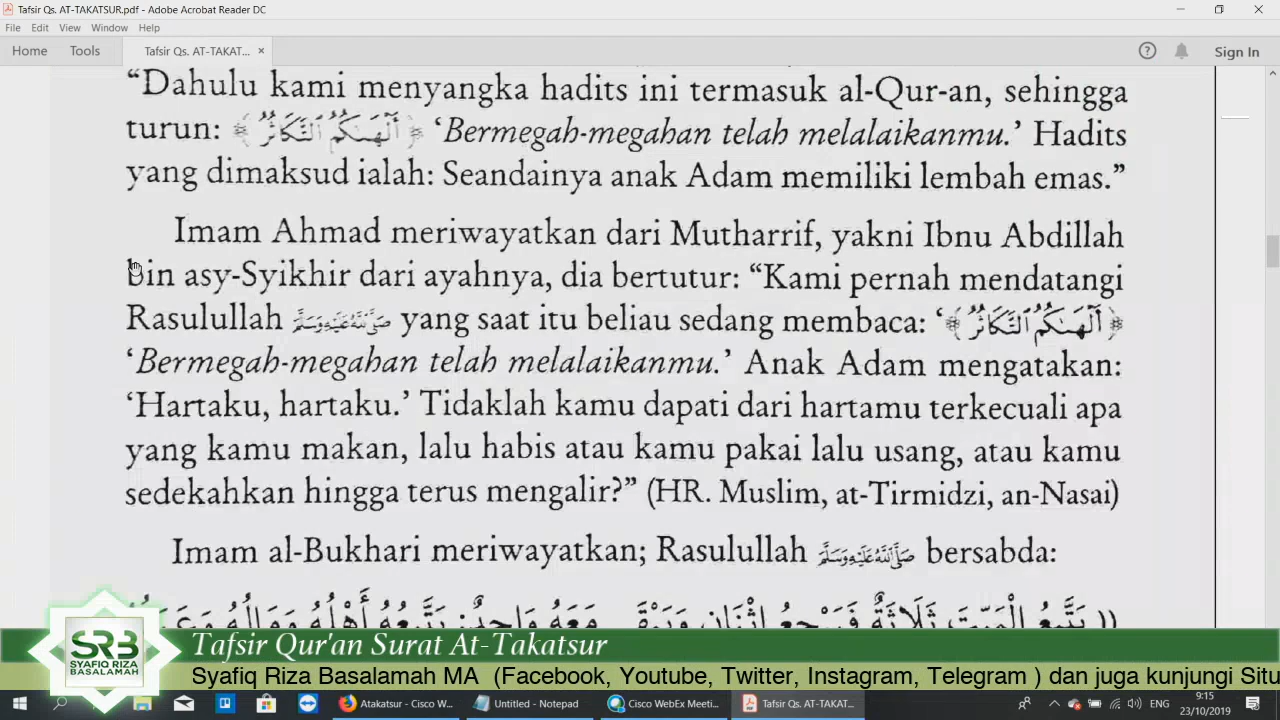 Tafsir Qs. AT-TAKATSUR.pdf - Adobe Acrobat Reader DC
File Edit View Window Help
Home Tools Tafsir Qs. AT-TAKAT... × Sign In
“Dahulu kami menyangka hadits ini termasuk al-Qur-an, sehingga
turun: ﴿ أَلْهَىٰكُمُ ٱلتَّكَاثُرُ ﴾ ‘Bermegah-megahan telah melalaikanmu.’ Hadits
yang dimaksud ialah: Seandainya anak Adam memiliki lembah emas.”
Imam Ahmad meriwayatkan dari Mutharrif, yakni Ibnu Abdillah
bin asy-Syikhir dari ayahnya, dia bertutur: “Kami pernah mendatangi
Rasulullah صَلَّى اللَّهُ عَلَيْهِ وَسَلَّمَ yang saat itu beliau sedang membaca: ‘﴿ أَلْهَىٰكُمُ ٱلتَّكَاثُرُ ﴾
‘Bermegah-megahan telah melalaikanmu.’ Anak Adam mengatakan:
‘Hartaku, hartaku.’ Tidaklah kamu dapati dari hartamu terkecuali apa
yang kamu makan, lalu habis atau kamu pakai lalu usang, atau kamu
sedekahkan hingga terus mengalir?” (HR. Muslim, at-Tirmidzi, an-Nasai)
Imam al-Bukhari meriwayatkan; Rasulullah صَلَّى اللَّهُ عَلَيْهِ وَسَلَّمَ bersabda:
(( يَتْبَعُ الْمَيِّتَ ثَلَاثَةٌ فَيَرْجِعُ اثْنَانِ وَيَبْقَى مَعَهُ وَاحِدٌ: يَتْبَعُهُ أَهْلُهُ وَمَالُهُ وَعَمَلُهُ
SRB
SYAFIQ RIZA
BASALAMAH
Tafsir Qur'an Surat At-Takatsur
Syafiq Riza Basalamah MA (Facebook, Youtube, Twitter, Instagram, Telegram ) dan juga kunjungi Situ
Atakatsur - Cisco W... Untitled - Notepad Cisco WebEx Meeti... Tafsir Qs. AT-TAKAT... ENG
9:15
23/10/2019